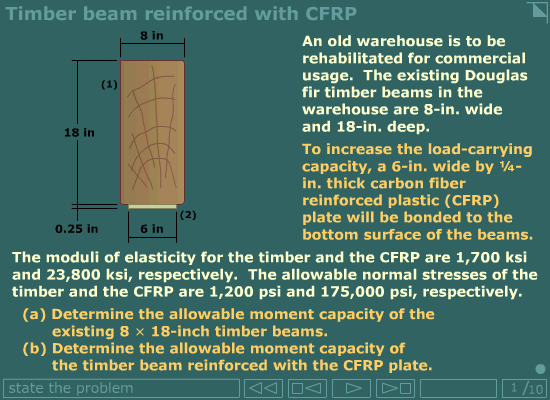 Timber beam reinforced with CFRP
8 in
(1)
18 in
(2)
0.25 in
6 in
An old warehouse is to be
rehabilitated for commercial
usage. The existing Douglas
fir timber beams in the
warehouse are 8-in. wide
and 18-in. deep.
To increase the load-carrying
capacity, a 6-in. wide by ¼-
in. thick carbon fiber
reinforced plastic (CFRP)
plate will be bonded to the
bottom surface of the beams.
The moduli of elasticity for the timber and the CFRP are 1,700 ksi
and 23,800 ksi, respectively. The allowable normal stresses of the
timber and the CFRP are 1,200 psi and 175,000 psi, respectively.
(a) Determine the allowable moment capacity of the
existing 8 × 18-inch timber beams.
(b) Determine the allowable moment capacity of
the timber beam reinforced with the CFRP plate.
state the problem
1 /10